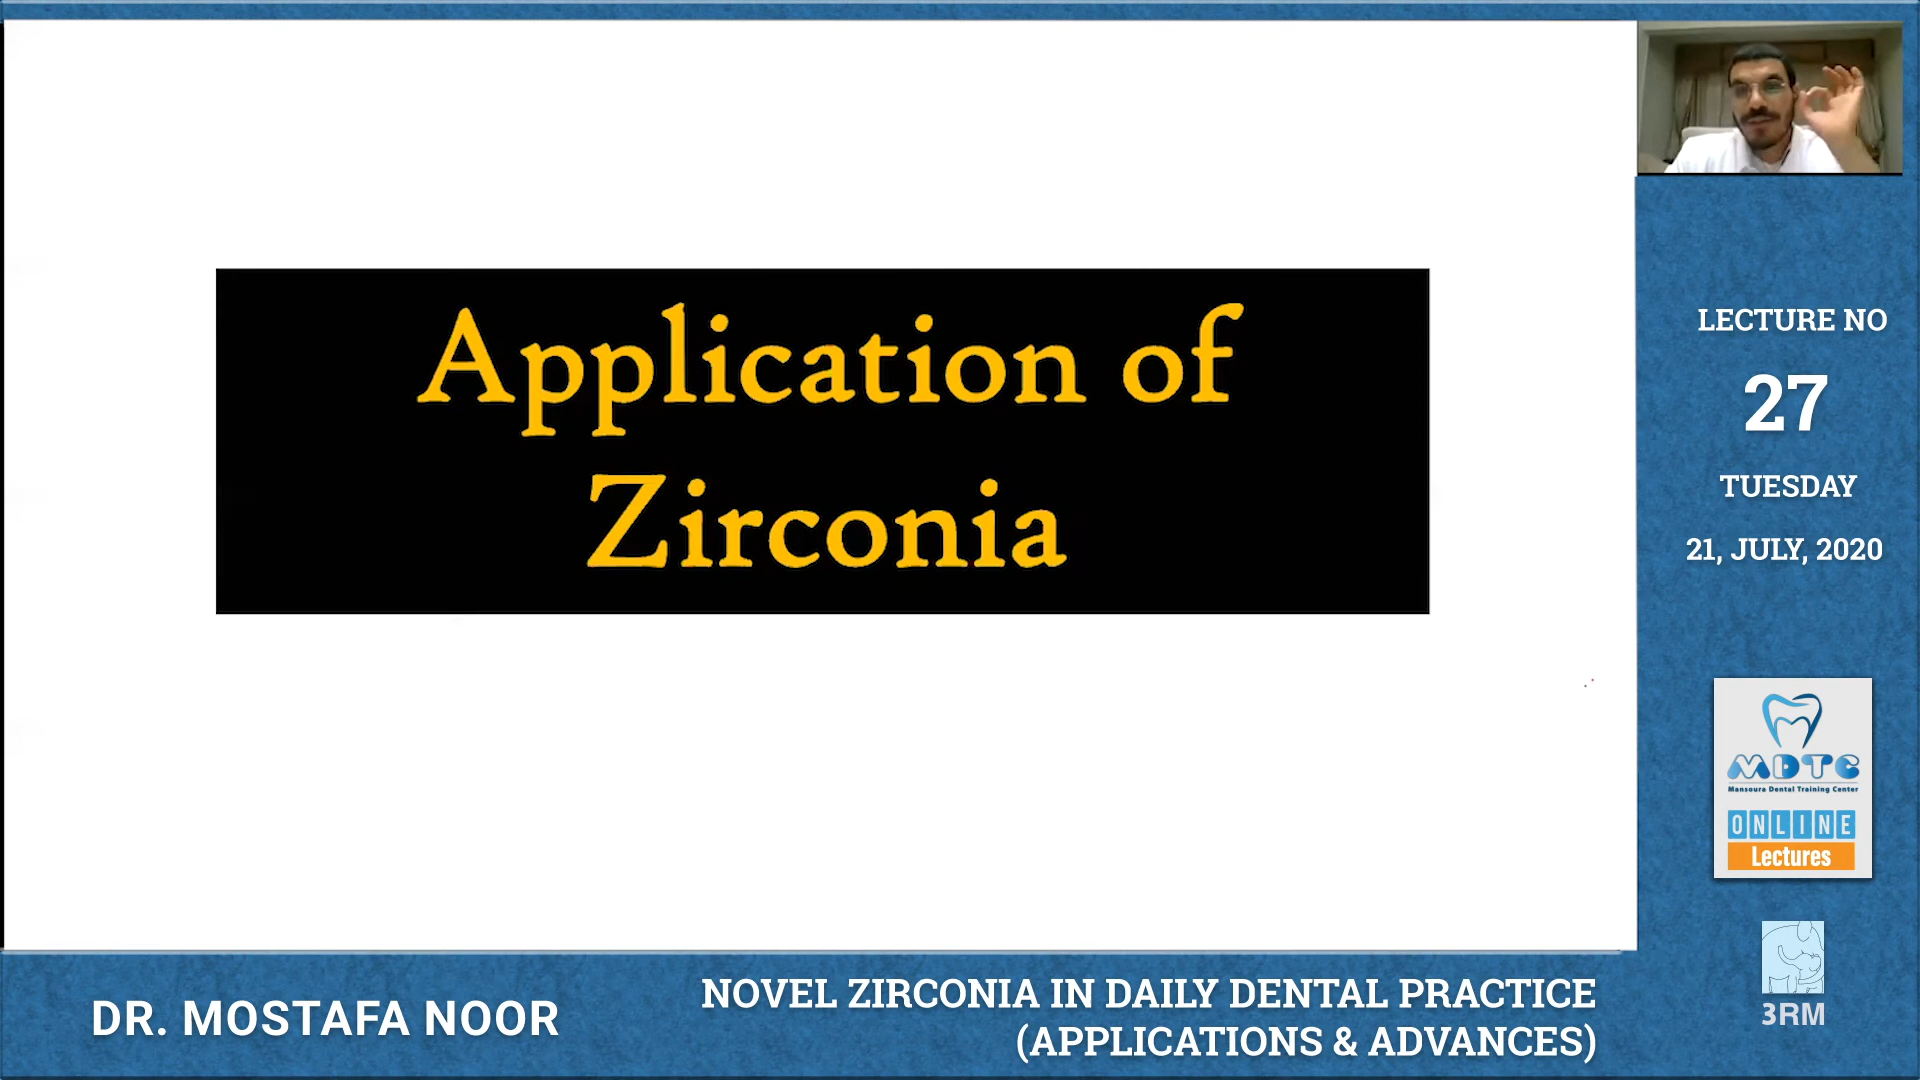 Application of
Zirconia
LECTURE NO
27
TUESDAY
21, JULY, 2020
MDTC
Mansoura Dental Training Center
ONLINE
Lectures
3RM
DR. MOSTAFA NOOR
NOVEL ZIRCONIA IN DAILY DENTAL PRACTICE
(APPLICATIONS & ADVANCES)